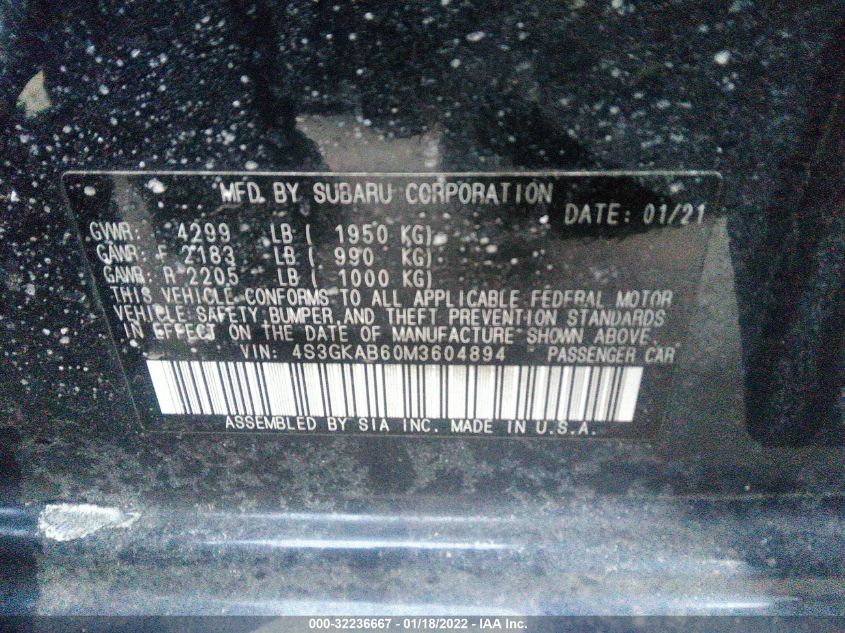 MFD. BY SUBARU CORPORATION
DATE: 01/21
GVWR: 4299 LB ( 1950 KG)
GAWR: F 2183 LB ( 990 KG)
GAWR: R 2205 LB ( 1000 KG)
THIS VEHICLE CONFORMS TO ALL APPLICABLE FEDERAL MOTOR
VEHICLE SAFETY, BUMPER, AND THEFT PREVENTION STANDARDS
IN EFFECT ON THE DATE OF MANUFACTURE SHOWN ABOVE.
VIN: 4S3GKAB60M3604894 PASSENGER CAR
ASSEMBLED BY SIA INC. MADE IN U.S.A.
000-32236667 - 01/18/2022 - IAA Inc.